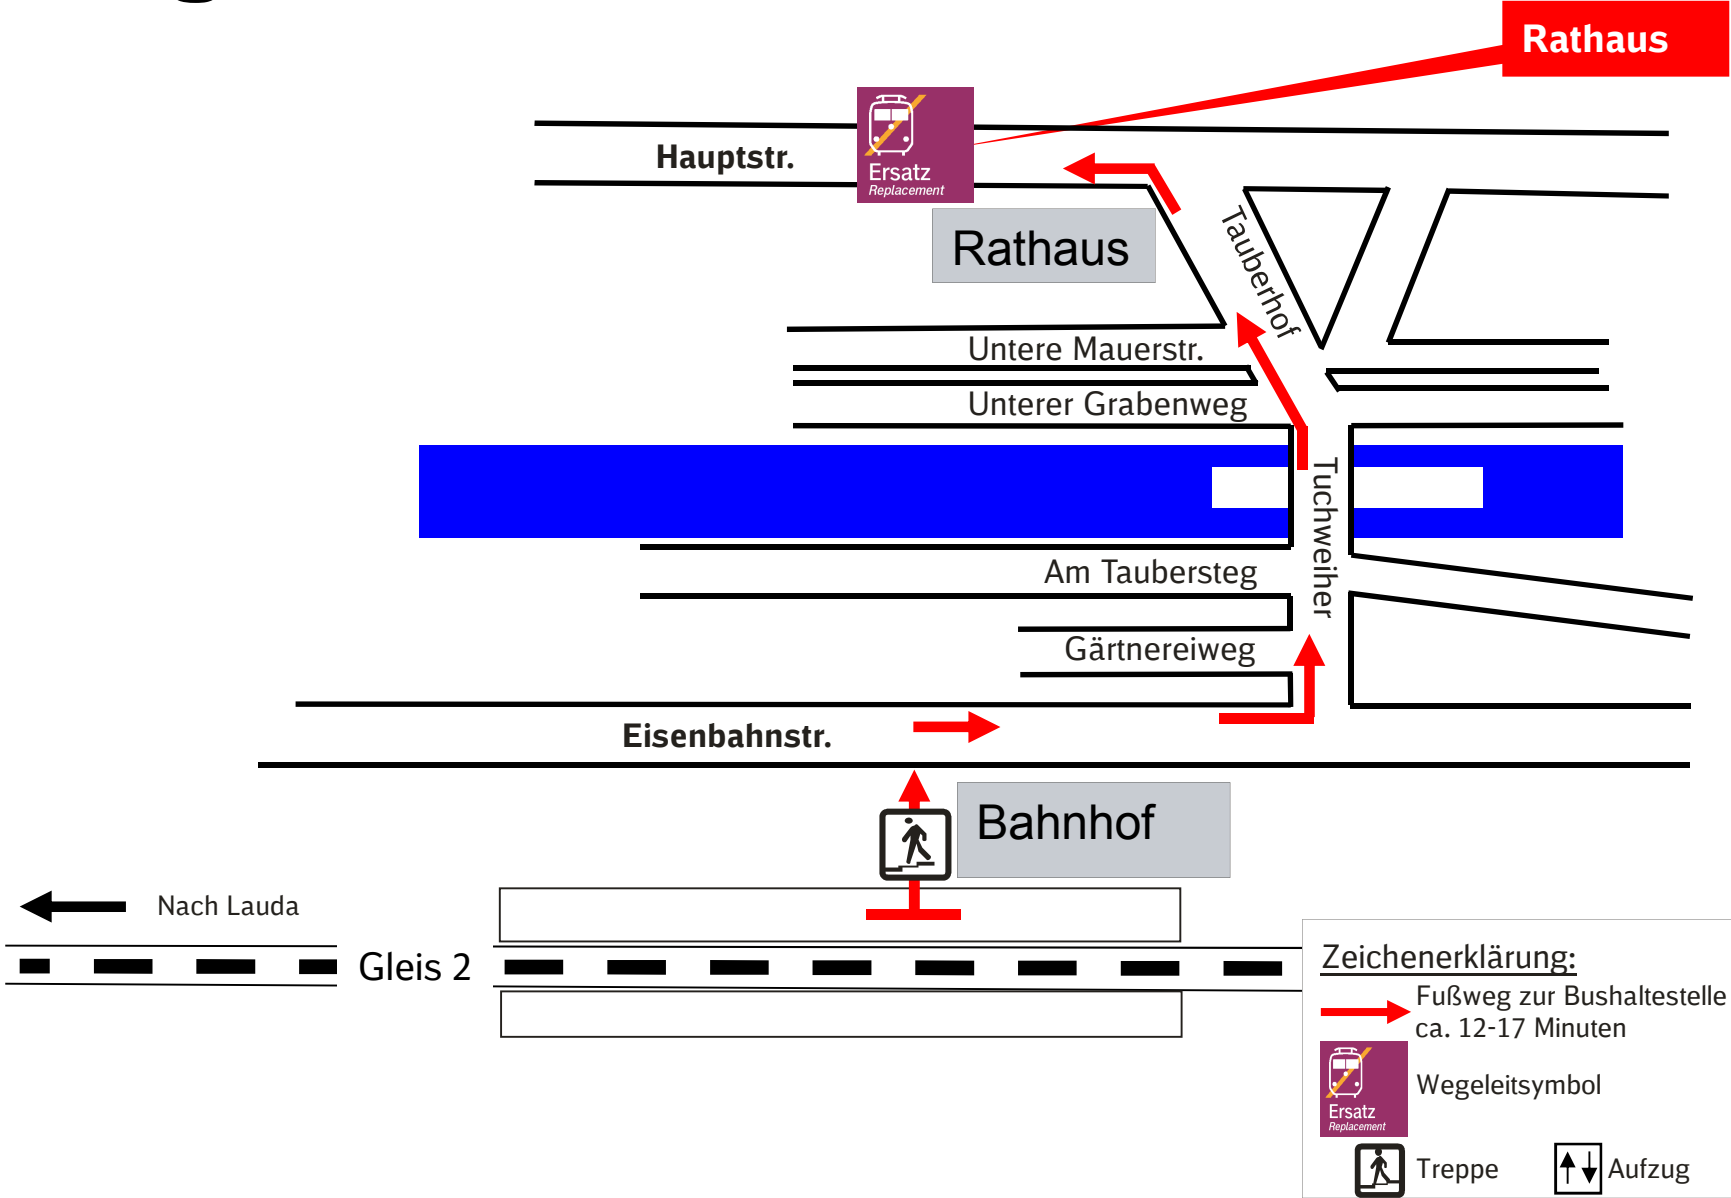 Rathaus
Ersatz
Replacement
Hauptstr.
Rathaus
Tauberhof
Untere Mauerstr.
Unterer Grabenweg
Tuchweiher
Am Taubersteg
Gärtnereiweg
Eisenbahnstr.
Bahnhof
Nach Lauda
Gleis 2
Zeichenerklärung:
Fußweg zur Bushaltestelle
ca. 12-17 Minuten
Ersatz
Replacement
Wegeleitsymbol
Treppe
Aufzug